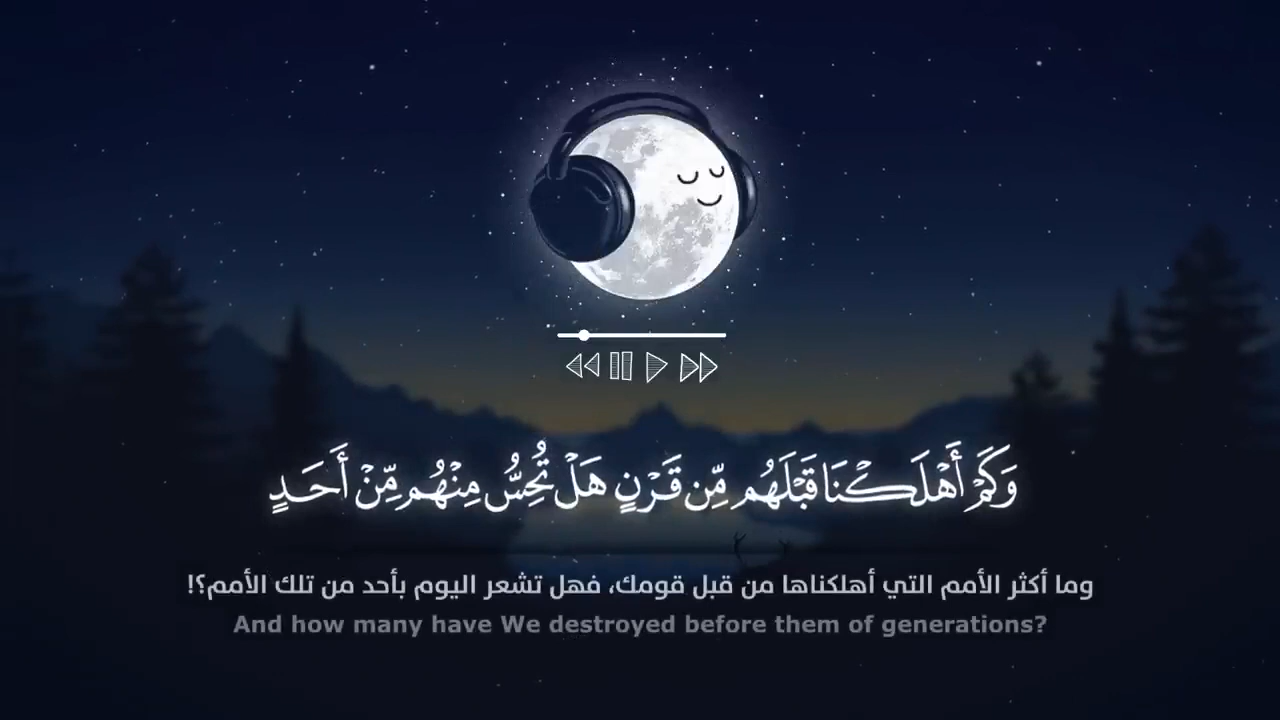 وَكَمْ أَهْلَكْنَا قَبْلَهُم مِّن قَرْنٍ هَلْ تُحِسُّ مِنْهُم مِّنْ أَحَدٍ
وما أكثر الأمم التي أهلكناها من قبل قومك، فهل تشعر اليوم بأحد من تلك الأمم؟!
And how many have We destroyed before them of generations?